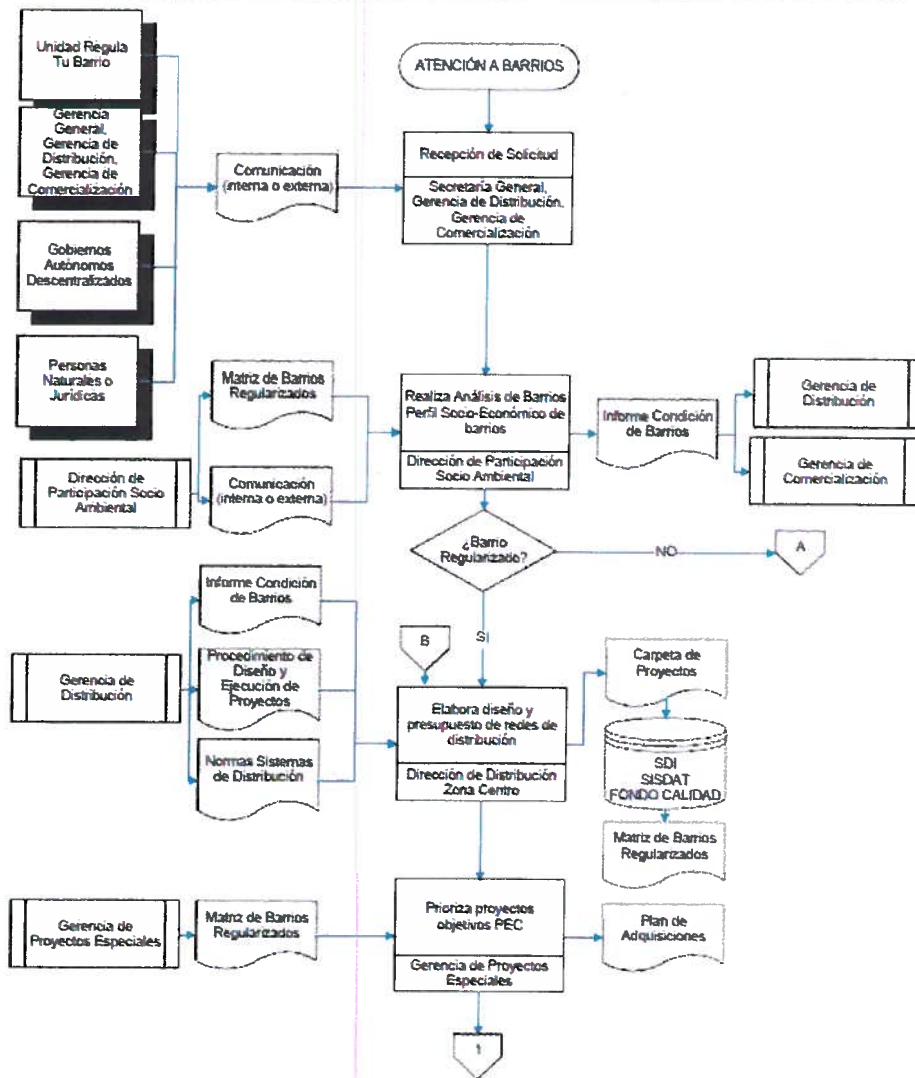 Unidad Regula
Tu Barrio
Gerencia
General,
Gerencia de
Distribución,
Gerencia de
Comercialización
Gobiernos
Autónomos
Descentralizados
Personas
Naturales o
Jurídicas
Comunicación
(interna o externa)
ATENCIÓN A BARRIOS
Recepción de Solicitud
Secretaría General,
Gerencia de Distribución,
Gerencia de
Comercialización
Dirección de
Participación Socio
Ambiental
Matriz de Barrios
Regularizados
Comunicación
(interna o externa)
Realiza Análisis de Barrios
Perfil Socio-Económico de
barrios
Dirección de Participación
Socio Ambiental
Informe Condición
de Barrios
Gerencia de
Distribución
Gerencia de
Comercialización
¿Barrio
Regularizado?
NO
A
SI
B
Gerencia de
Distribución
Informe Condición
de Barrios
Procedimiento de
Diseño y
Ejecución de
Proyectos
Normas Sistemas
de Distribución
Elabora diseño y
presupuesto de redes de
distribución
Dirección de Distribución
Zona Centro
Carpeta de
Proyectos
SDI
SISDAT
FONDO CALIDAD
Matriz de Barrios
Regularizados
Gerencia de
Proyectos Especiales
Matriz de Barrios
Regularizados
Prioriza proyectos
objetivos PEC
Gerencia de Proyectos
Especiales
Plan de
Adquisiciones
1